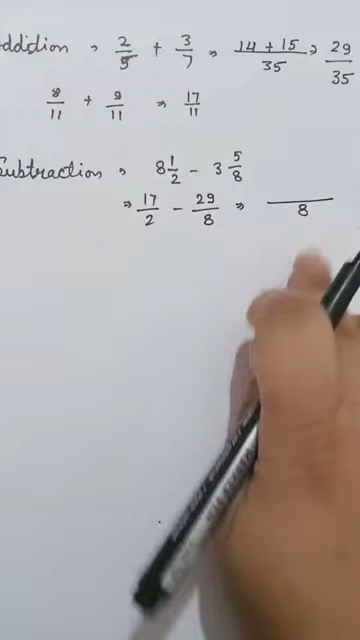 ddition → 2/5 + 3/7 ⇒ 14 + 15/35 ⇒ 29/35
8/11 + 9/11 ⇒ 17/11
Subtraction → 8 1/2 - 3 5/8
⇒ 17/2 - 29/8 ⇒ /8